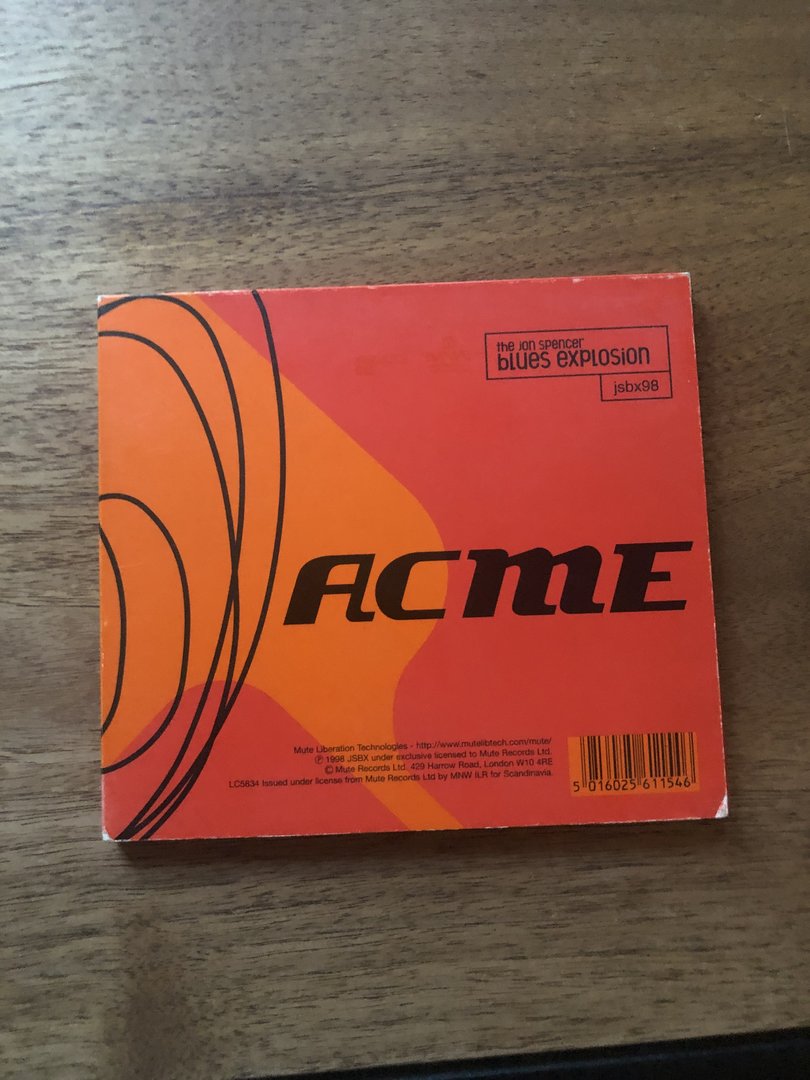 the jon spencer
blues explosion
jsbx98
ACME
Mute Liberation Technologies - http://www.mutelibtech.com/mute/
Ⓟ 1998 JSBX under exclusive licensed to Mute Records Ltd.
© Mute Records Ltd. 429 Harrow Road, London W10 4RE
LC5834 Issued under license from Mute Records Ltd by MNW ILR for Scandinavia.
5 016025 611546